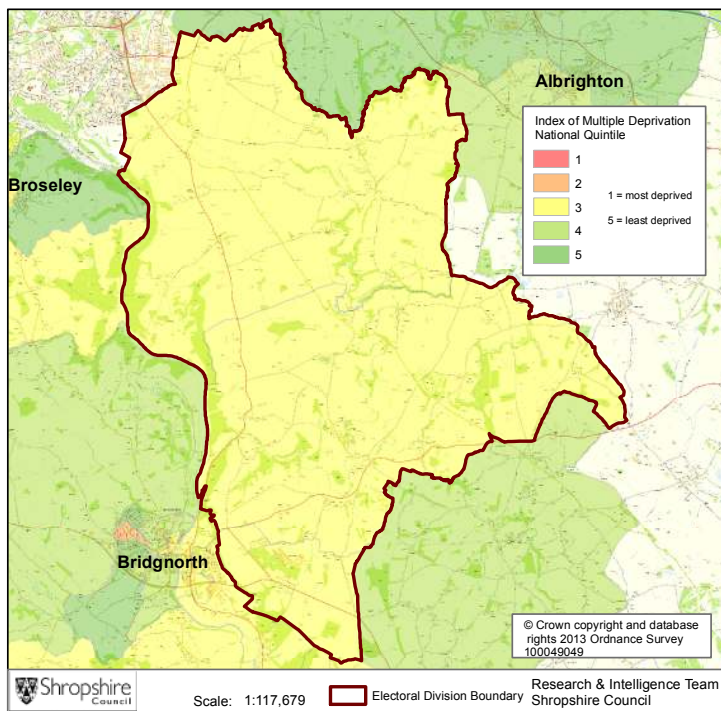 Albrighton
Index of Multiple Deprivation
National Quintile
1
2
3
4
5
1 = most deprived
5 = least deprived
Broseley
Bridgnorth
© Crown copyright and database
rights 2013 Ordnance Survey
100049049
Shropshire
Council
Scale: 1:117,679
Electoral Division Boundary
Research & Intelligence Team
Shropshire Council